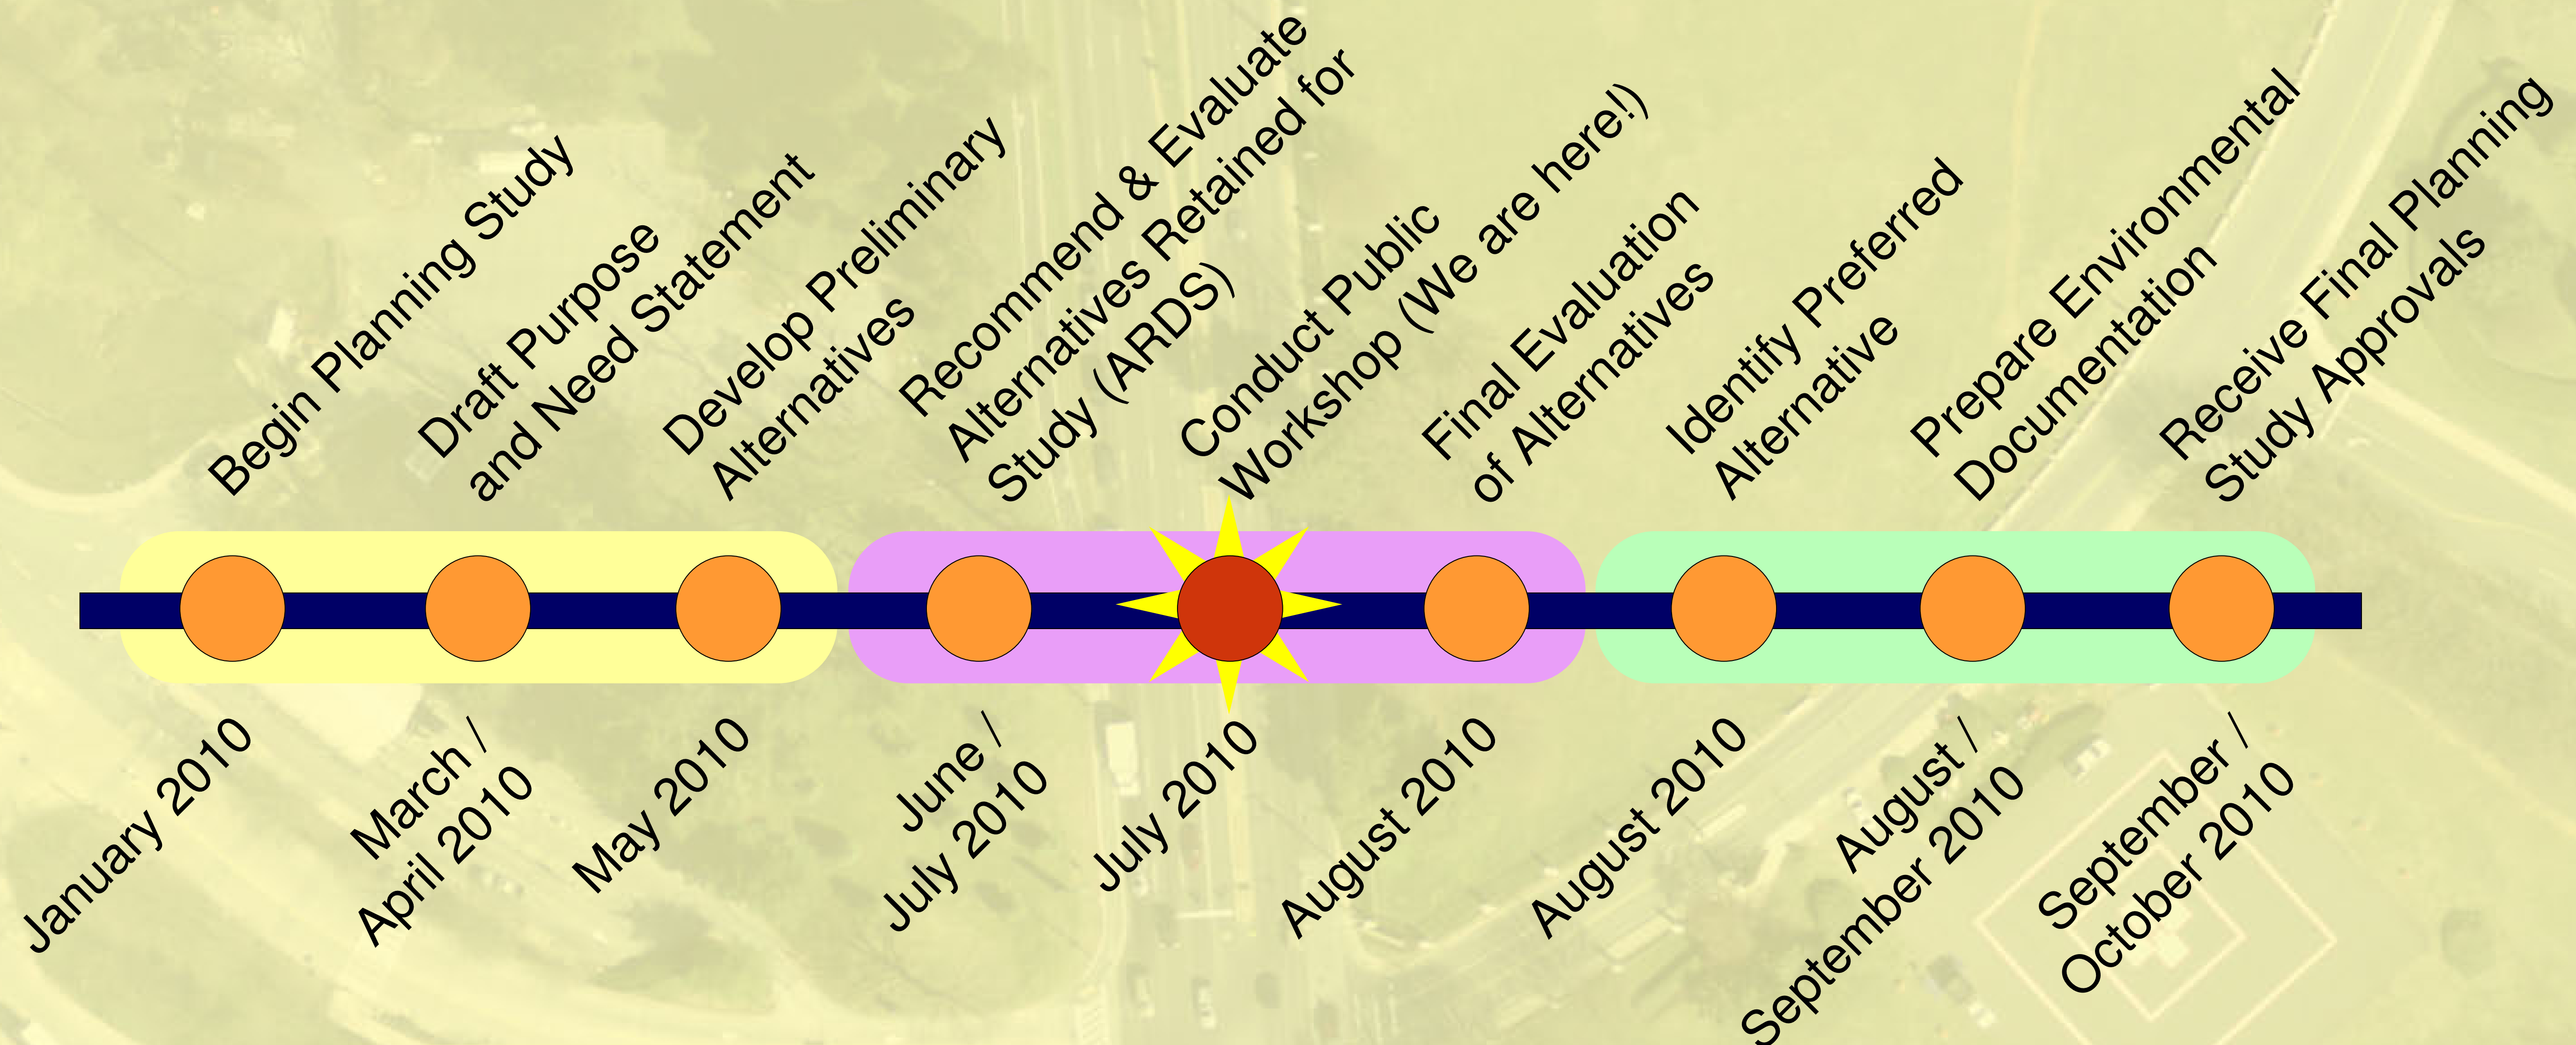 Begin Planning Study
Draft Purpose
and Need Statement
Develop Preliminary
Alternatives
Recommend & Evaluate
Alternatives Retained for
Study (ARDS)
Conduct Public
Workshop (We are here!)
Final Evaluation
of Alternatives
Identify Preferred
Alternative
Prepare Environmental
Documentation
Receive Final Planning
Study Approvals
January 2010
March /
April 2010
May 2010
June /
July 2010
July 2010
August 2010
August 2010
August /
September 2010
September /
October 2010